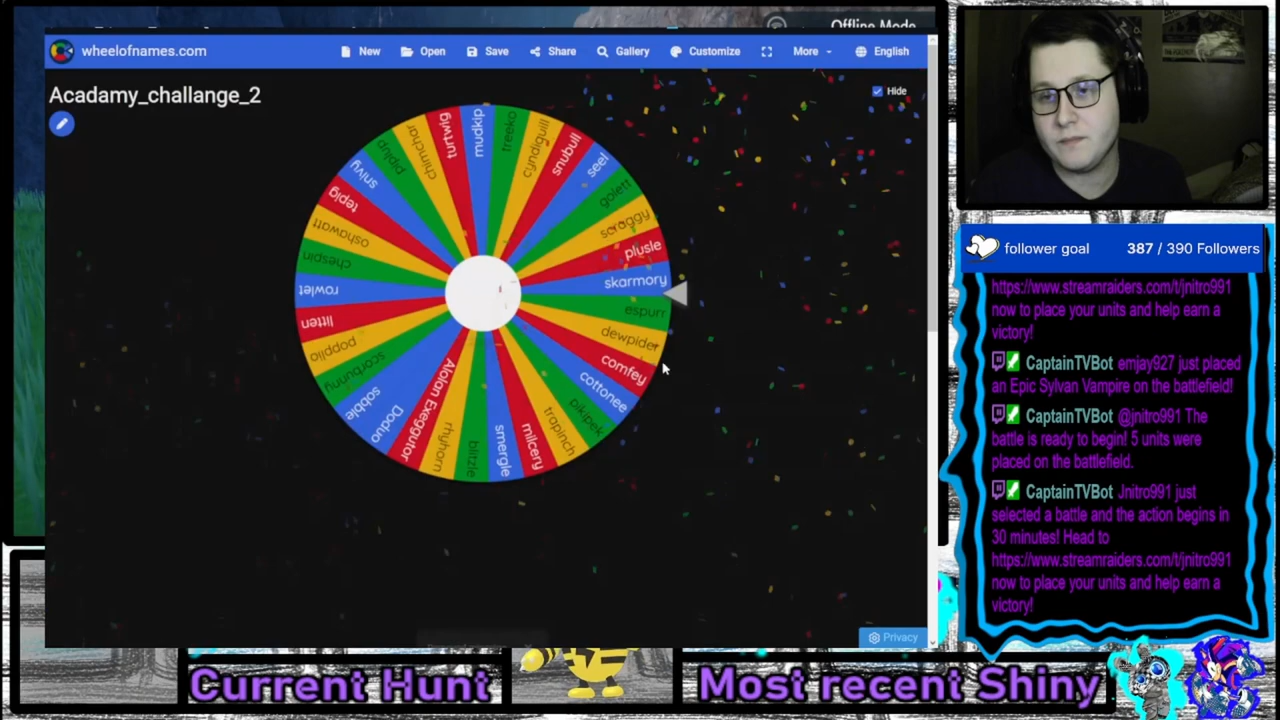 Offline Mode
wheelofnames.com
New
Open
Save
Share
Gallery
Customize
More
English
Acadamy_challange_2
Hide
mudkip
treeko
cyndiquill
snubull
seel
golett
scraggy
plusle
skarmory
espurr
dewpider
comfey
cottonee
pikipek
trapinch
milcery
smergle
blitzle
rhyhorn
Alolan Exeggutor
Doduo
sobble
scorbunny
popplio
litten
rowlet
chespin
oshawatt
tepig
snivy
piplup
chimchar
turtwig
Privacy
follower goal 387 / 390 Followers
https://www.streamraiders.com/t/jnitro991
now to place your units and help earn a
victory!
CaptainTVBot emjay927 just placed
an Epic Sylvan Vampire on the battlefield!
CaptainTVBot @jnitro991 The
battle is ready to begin! 5 units were
placed on the battlefield.
CaptainTVBot Jnitro991 just
selected a battle and the action begins in
30 minutes! Head to
https://www.streamraiders.com/t/jnitro991
now to place your units and help earn a
victory!
Current Hunt
Most recent Shiny